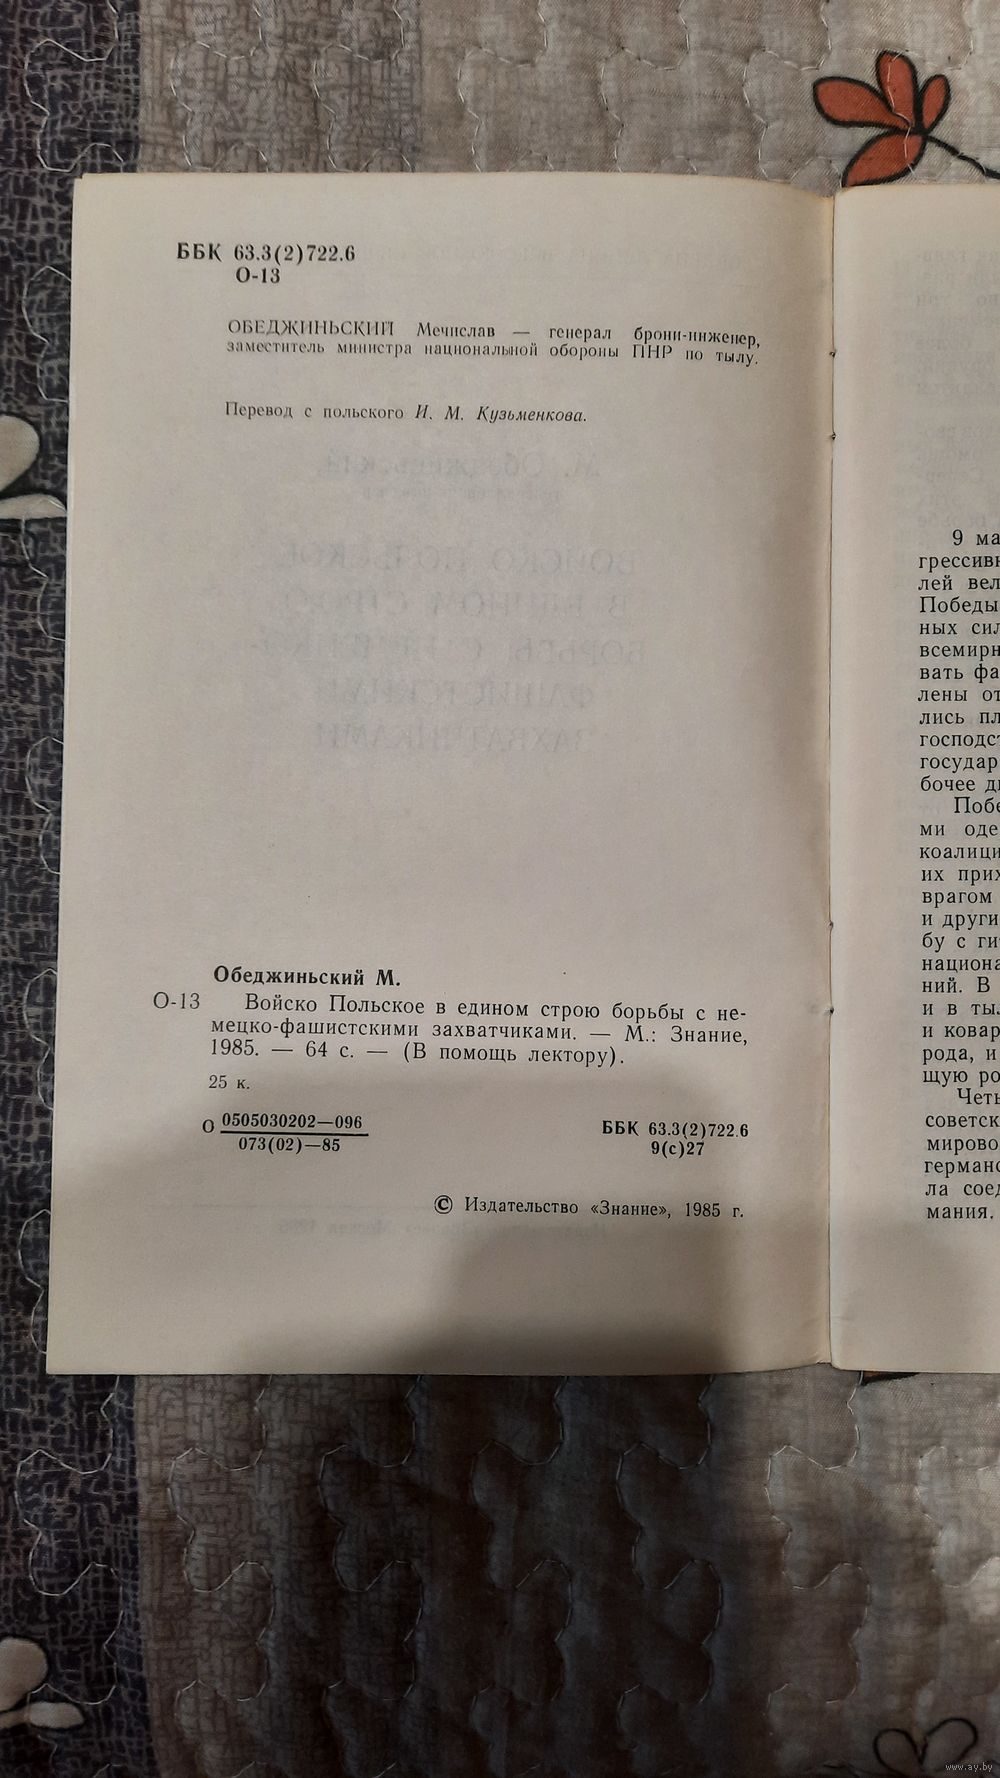 ББК 63.3(2)722.6
О-13
ОБЕДЖИНЬСКИЙ Мечислав — генерал брони-инженер,
заместитель министра национальной обороны ПНР по тылу.
Перевод с польского И. М. Кузьменкова.
Обеджиньский М.
О-13 Войско Польское в едином строю борьбы с не-
мецко-фашистскими захватчиками. — М.: Знание,
1985. — 64 с. — (В помощь лектору).
25 к.
О 0505030202—096
073(02)—85
ББК 63.3(2)722.6
9(с)27
© Издательство «Знание», 1985 г.
9 ма
грессивн
лей вел
Победы
ных сил
всемирн
вать фа
лены от
лись пл
господст
государ
бочее д
Побе
ми оде
коалици
их прих
врагом
и други
бу с ги
национа
ний. В
и в ты
и ковар
рода, и
щую ро
Четы
советск
мирово
германс
ла соед
мания.
www.ay.by